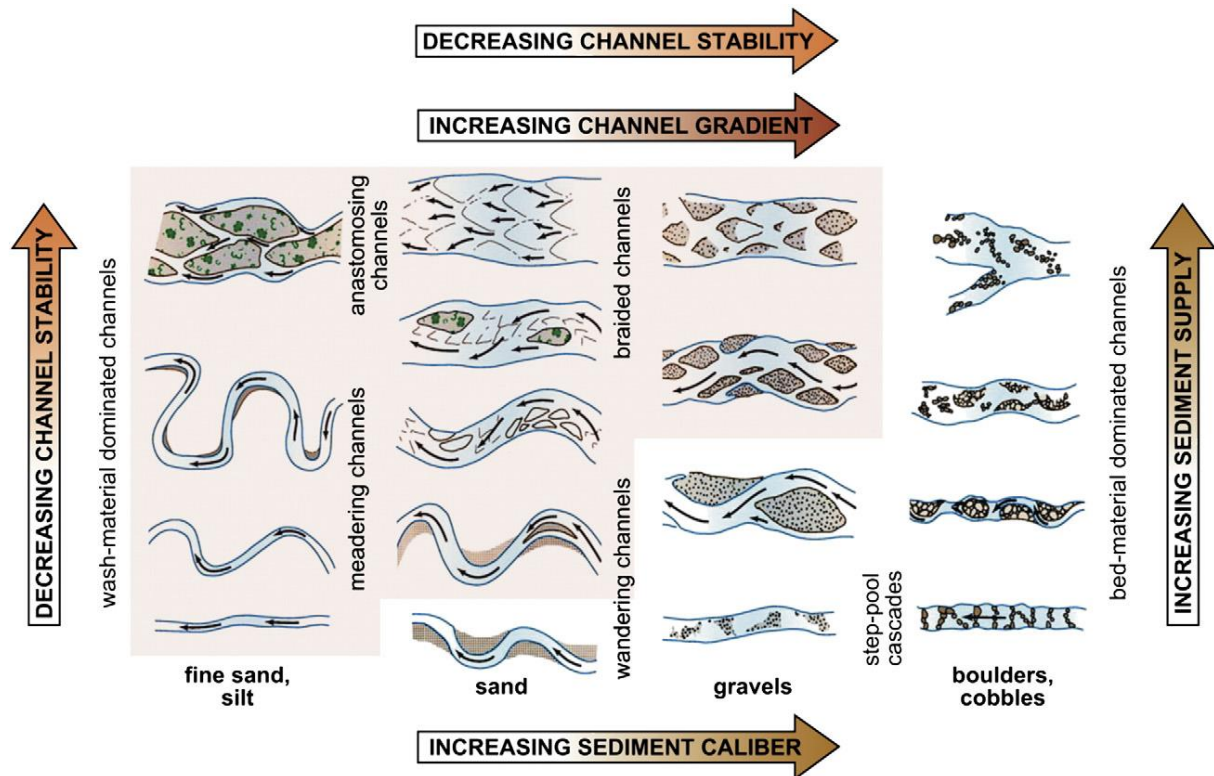 DECREASING CHANNEL STABILITY
INCREASING CHANNEL GRADIENT
DECREASING CHANNEL STABILITY
wash-material dominated channels
anastomosing
channels
meadering channels
braided channels
wandering channels
step-pool
cascades
bed-material dominated channels
INCREASING SEDIMENT SUPPLY
fine sand,
silt
sand
gravels
boulders,
cobbles
INCREASING SEDIMENT CALIBER